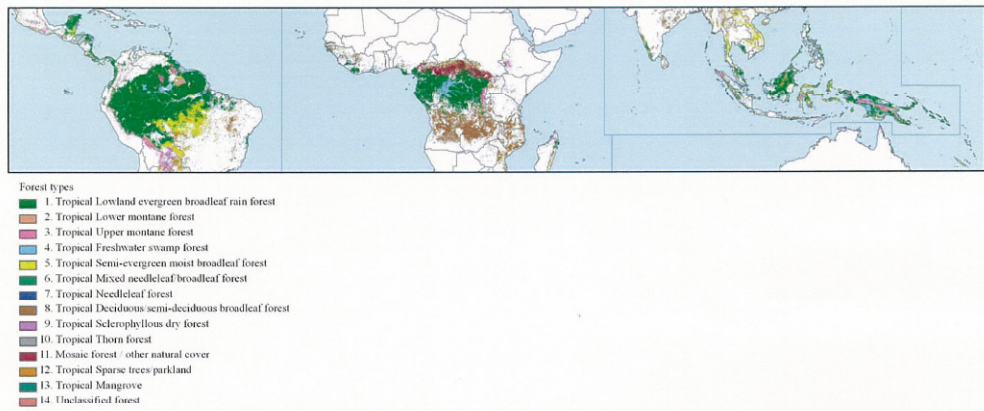 Forest types
1. Tropical Lowland evergreen broadleaf rain forest
2. Tropical Lower montane forest
3. Tropical Upper montane forest
4. Tropical Freshwater swamp forest
5. Tropical Semi-evergreen moist broadleaf forest
6. Tropical Mixed needleleaf/broadleaf forest
7. Tropical Needleleaf forest
8. Tropical Deciduous/semi-deciduous broadleaf forest
9. Tropical Sclerophyllous dry forest
10. Tropical Thorn forest
11. Mosaic forest / other natural cover
12. Tropical Sparse trees/parkland
13. Tropical Mangrove
14. Unclassified forest